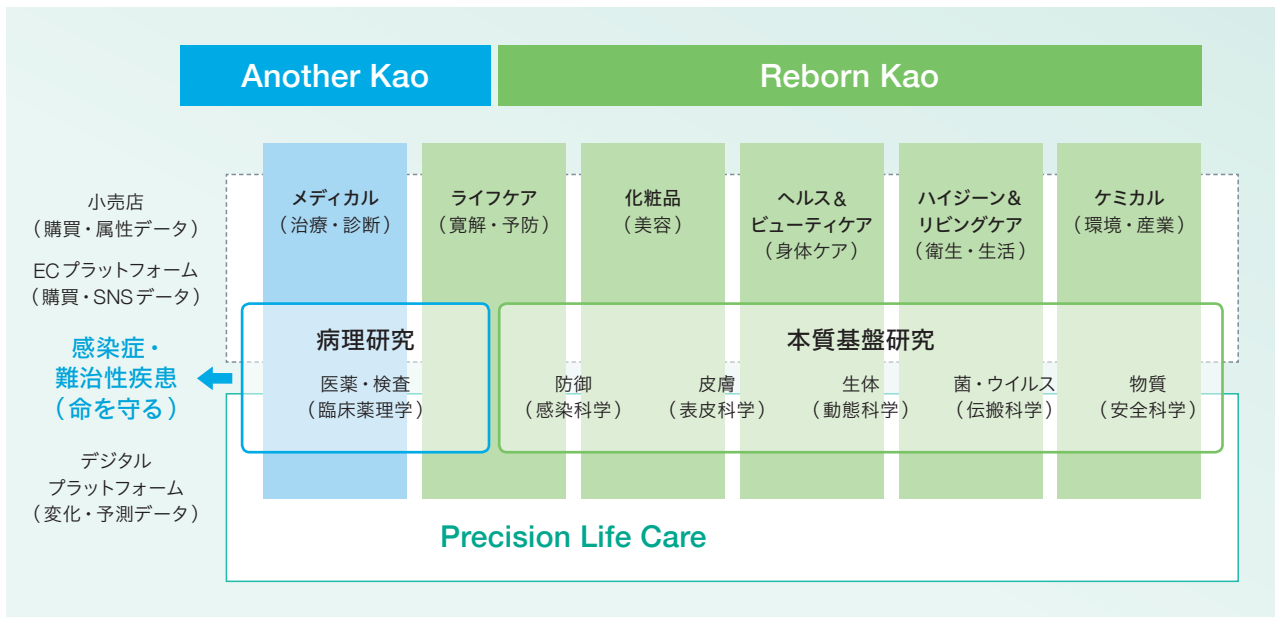 Another Kao
Reborn Kao
小売店
（購買・属性データ）
ECプラットフォーム
（購買・SNSデータ）
感染症・
難治性疾患
（命を守る）
デジタル
プラットフォーム
（変化・予測データ）
メディカル
（治療・診断）
ライフケア
（寛解・予防）
化粧品
（美容）
ヘルス＆
ビューティケア
（身体ケア）
ハイジーン＆
リビングケア
（衛生・生活）
ケミカル
（環境・産業）
病理研究
医薬・検査
（臨床薬理学）
本質基盤研究
防御
（感染科学）
皮膚
（表皮科学）
生体
（動態科学）
菌・ウイルス
（伝搬科学）
物質
（安全科学）
Precision Life Care